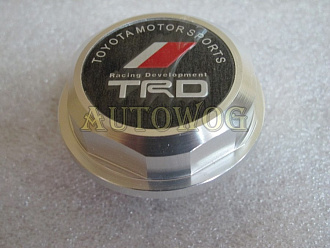 TOYOTA MOTOR SPORTS
Racing Development
TRD
AUTOWOG